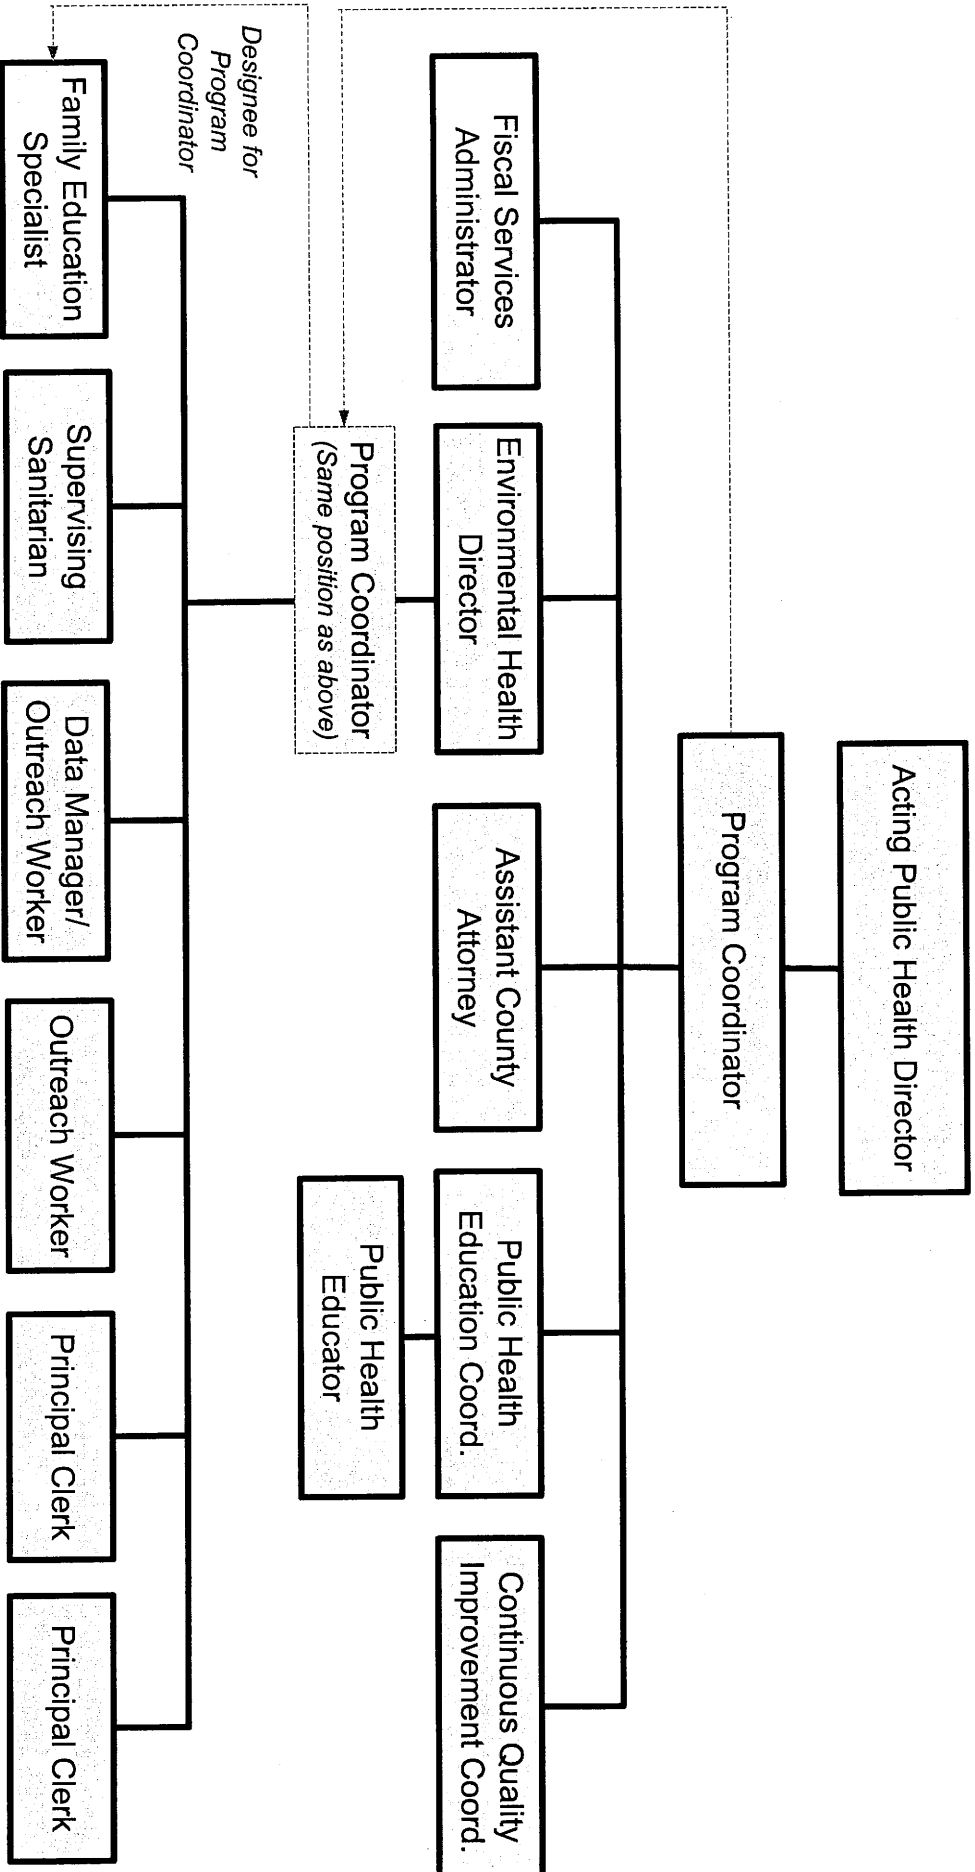 Acting Public Health Director
Program Coordinator
Fiscal Services
Administrator
Environmental Health
Director
Assistant County
Attorney
Public Health
Education Coord.
Continuous Quality
Improvement Coord.
Program Coordinator
(Same position as above)
Public Health
Educator
Designee for
Program
Coordinator
Family Education
Specialist
Supervising
Sanitarian
Data Manager/
Outreach Worker
Outreach Worker
Principal Clerk
Principal Clerk